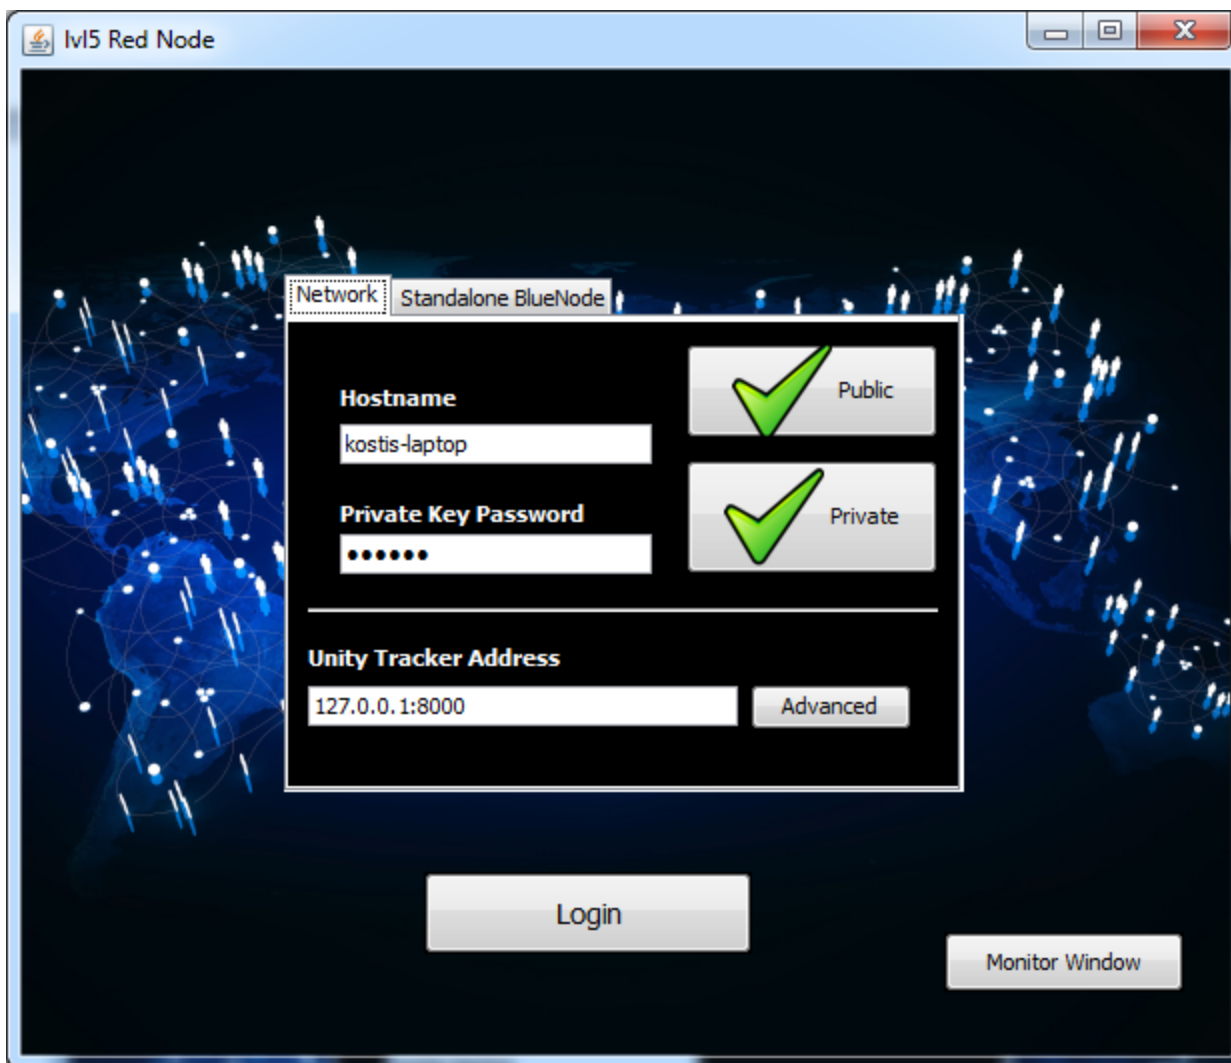 lvl5 Red Node
Network
Standalone BlueNode
Hostname
kostis-laptop
Public
Private Key Password
••••••
Private
Unity Tracker Address
127.0.0.1:8000
Advanced
Login
Monitor Window